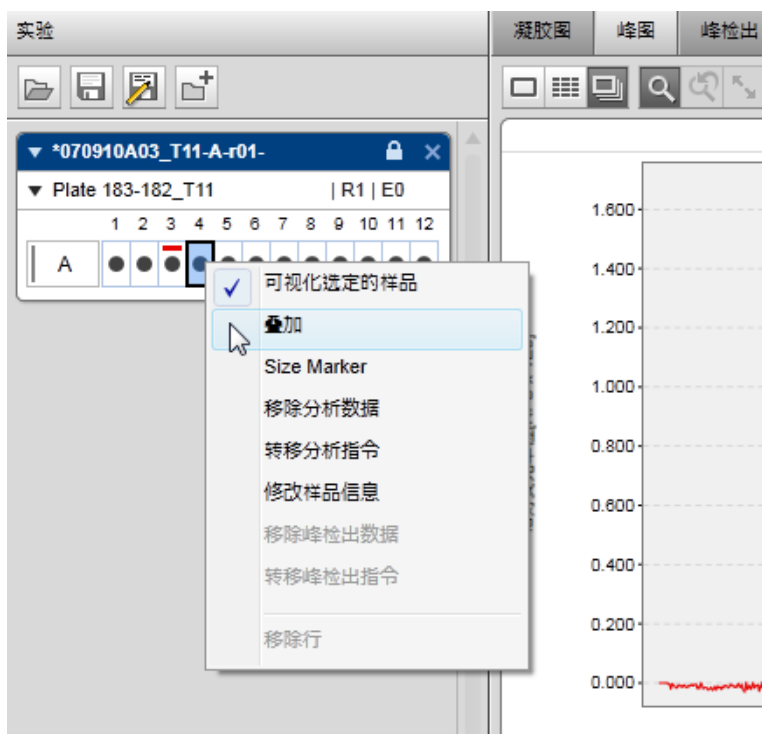 实验
凝胶图 峰图 峰检出
*070910A03_T11-A-r01-
Plate 183-182_T11 | R1 | E0
1 2 3 4 5 6 7 8 9 10 11 12
A
可视化选定的样品
叠加
Size Marker
移除分析数据
转移分析指令
修改样品信息
移除峰检出数据
转移峰检出指令
移除行
1.600
1.400
1.200
1.000
0.800
0.600
0.400
0.200
0.000